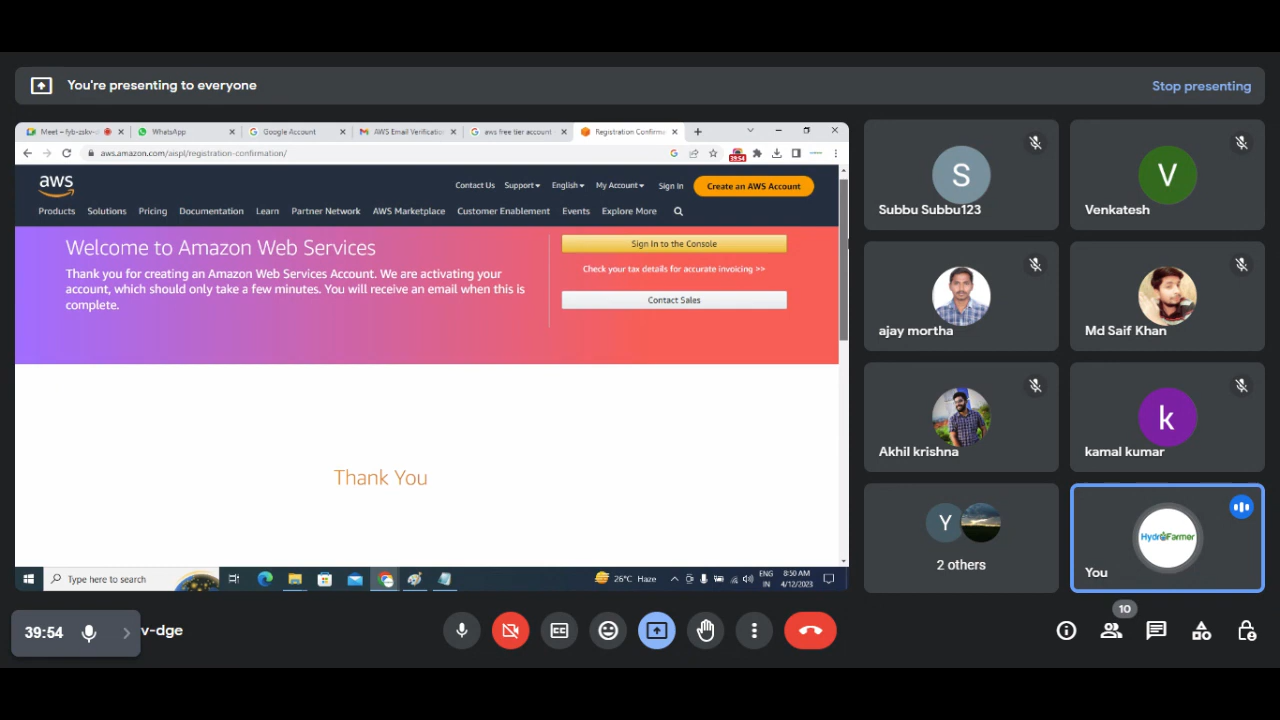 You're presenting to everyone
Stop presenting
Meet – fyb-zskv-d
WhatsApp
Google Account
AWS Email Verificatio
aws free tier account
Registration Confirma
aws.amazon.com/aispl/registration-confirmation/
39:54
aws
Contact Us Support English My Account Sign In Create an AWS Account
Products Solutions Pricing Documentation Learn Partner Network AWS Marketplace Customer Enablement Events Explore More
Welcome to Amazon Web Services
Thank you for creating an Amazon Web Services Account. We are activating your
account, which should only take a few minutes. You will receive an email when this is
complete.
Sign In to the Console
Check your tax details for accurate invoicing >>
Contact Sales
Thank You
Type here to search
26°C Haze
ENG
IN
8:50 AM
4/12/2023
S
Subbu Subbu123
V
Venkatesh
ajay mortha
Md Saif Khan
Akhil krishna
k
kamal kumar
Y
2 others
HydroFarmer
You
39:54
v-dge
CC
10